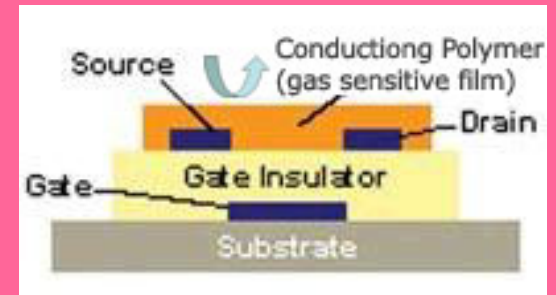 Source
Conductiong Polymer
(gas sensitive film)
Drain
Gate Insulator
Gate
Substrate